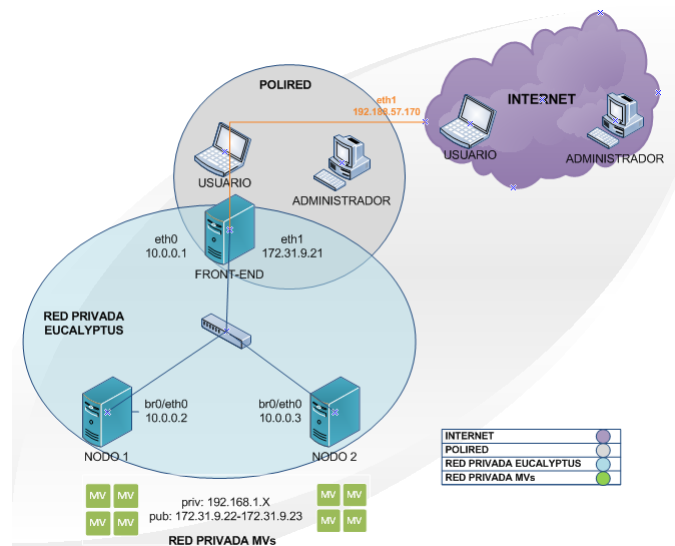 POLIRED
eth1
192.188.57.170
INTERNET
USUARIO
ADMINISTRADOR
USUARIO
ADMINISTRADOR
eth0
10.0.0.1
eth1
172.31.9.21
FRONT-END
RED PRIVADA
EUCALYPTUS
br0/eth0
10.0.0.2
br0/eth0
10.0.0.3
NODO 1
NODO 2
INTERNET
POLIRED
RED PRIVADA EUCALYPTUS
RED PRIVADA MVs
MV MV
MV MV
priv: 192.168.1.X
pub: 172.31.9.22-172.31.9.23
MV MV
MV MV
RED PRIVADA MVs